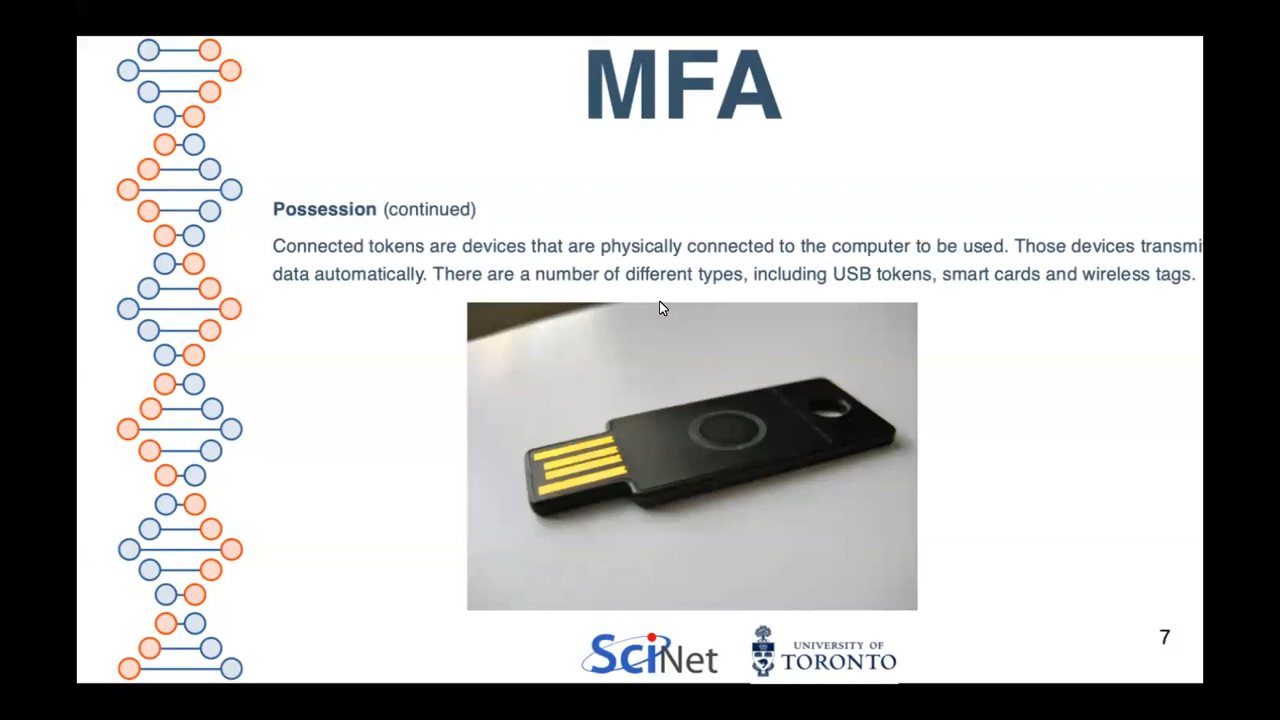 MFA
Possession (continued)
Connected tokens are devices that are physically connected to the computer to be used. Those devices transmi
data automatically. There are a number of different types, including USB tokens, smart cards and wireless tags.
SciNet
UNIVERSITY OF
TORONTO
7